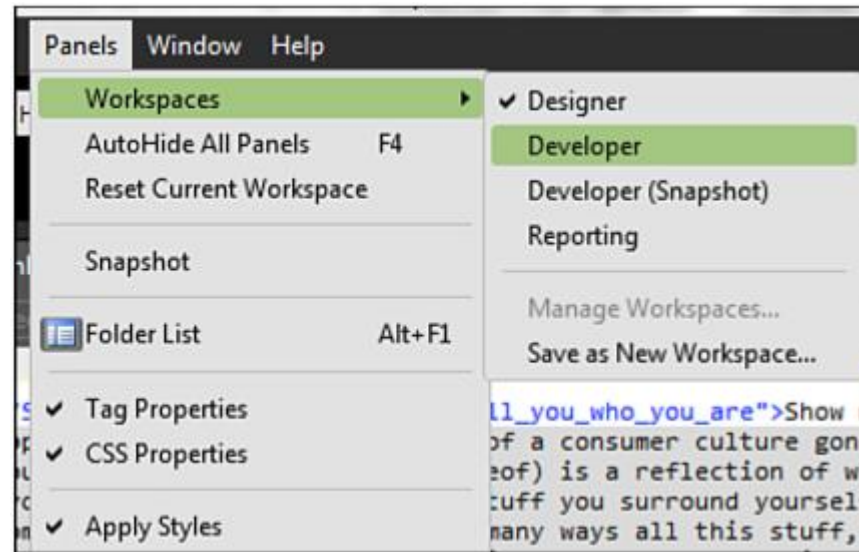 Panels Window Help
Workspaces
AutoHide All Panels F4
Reset Current Workspace
Snapshot
Folder List Alt+F1
Tag Properties
CSS Properties
Apply Styles
Designer
Developer
Developer (Snapshot)
Reporting
Manage Workspaces...
Save as New Workspace...
ll_you_who_you_are">Show
of a consumer culture gon
eof) is a reflection of w
tuff you surround yoursel
many ways all this stuff,